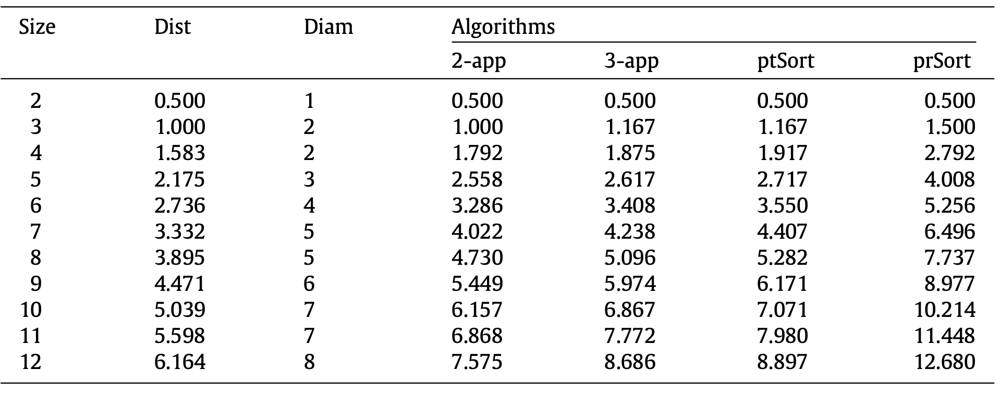 Size Dist Diam Algorithms
2-app 3-app ptSort prSort
2 0.500 1 0.500 0.500 0.500 0.500
3 1.000 2 1.000 1.167 1.167 1.500
4 1.583 2 1.792 1.875 1.917 2.792
5 2.175 3 2.558 2.617 2.717 4.008
6 2.736 4 3.286 3.408 3.550 5.256
7 3.332 5 4.022 4.238 4.407 6.496
8 3.895 5 4.730 5.096 5.282 7.737
9 4.471 6 5.449 5.974 6.171 8.977
10 5.039 7 6.157 6.867 7.071 10.214
11 5.598 7 6.868 7.772 7.980 11.448
12 6.164 8 7.575 8.686 8.897 12.680